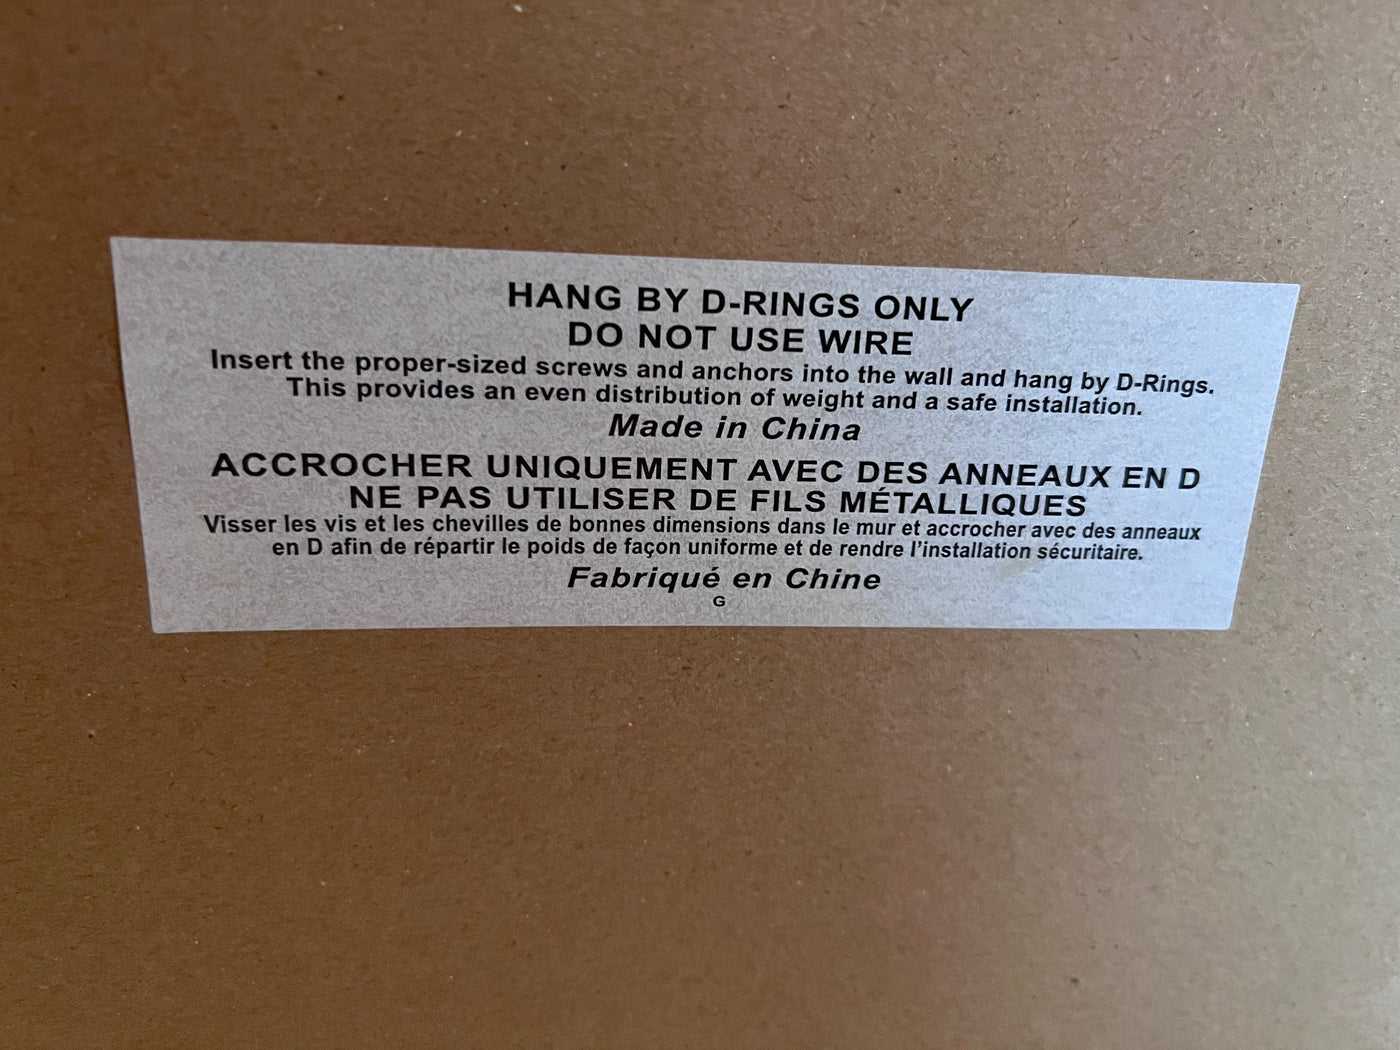 HANG BY D-RINGS ONLY
DO NOT USE WIRE
Insert the proper-sized screws and anchors into the wall and hang by D-Rings.
This provides an even distribution of weight and a safe installation.
Made in China
ACCROCHER UNIQUEMENT AVEC DES ANNEAUX EN D
NE PAS UTILISER DE FILS MÉTALLIQUES
Visser les vis et les chevilles de bonnes dimensions dans le mur et accrocher avec des anneaux
en D afin de répartir le poids de façon uniforme et de rendre l'installation sécuritaire.
Fabriqué en Chine
G